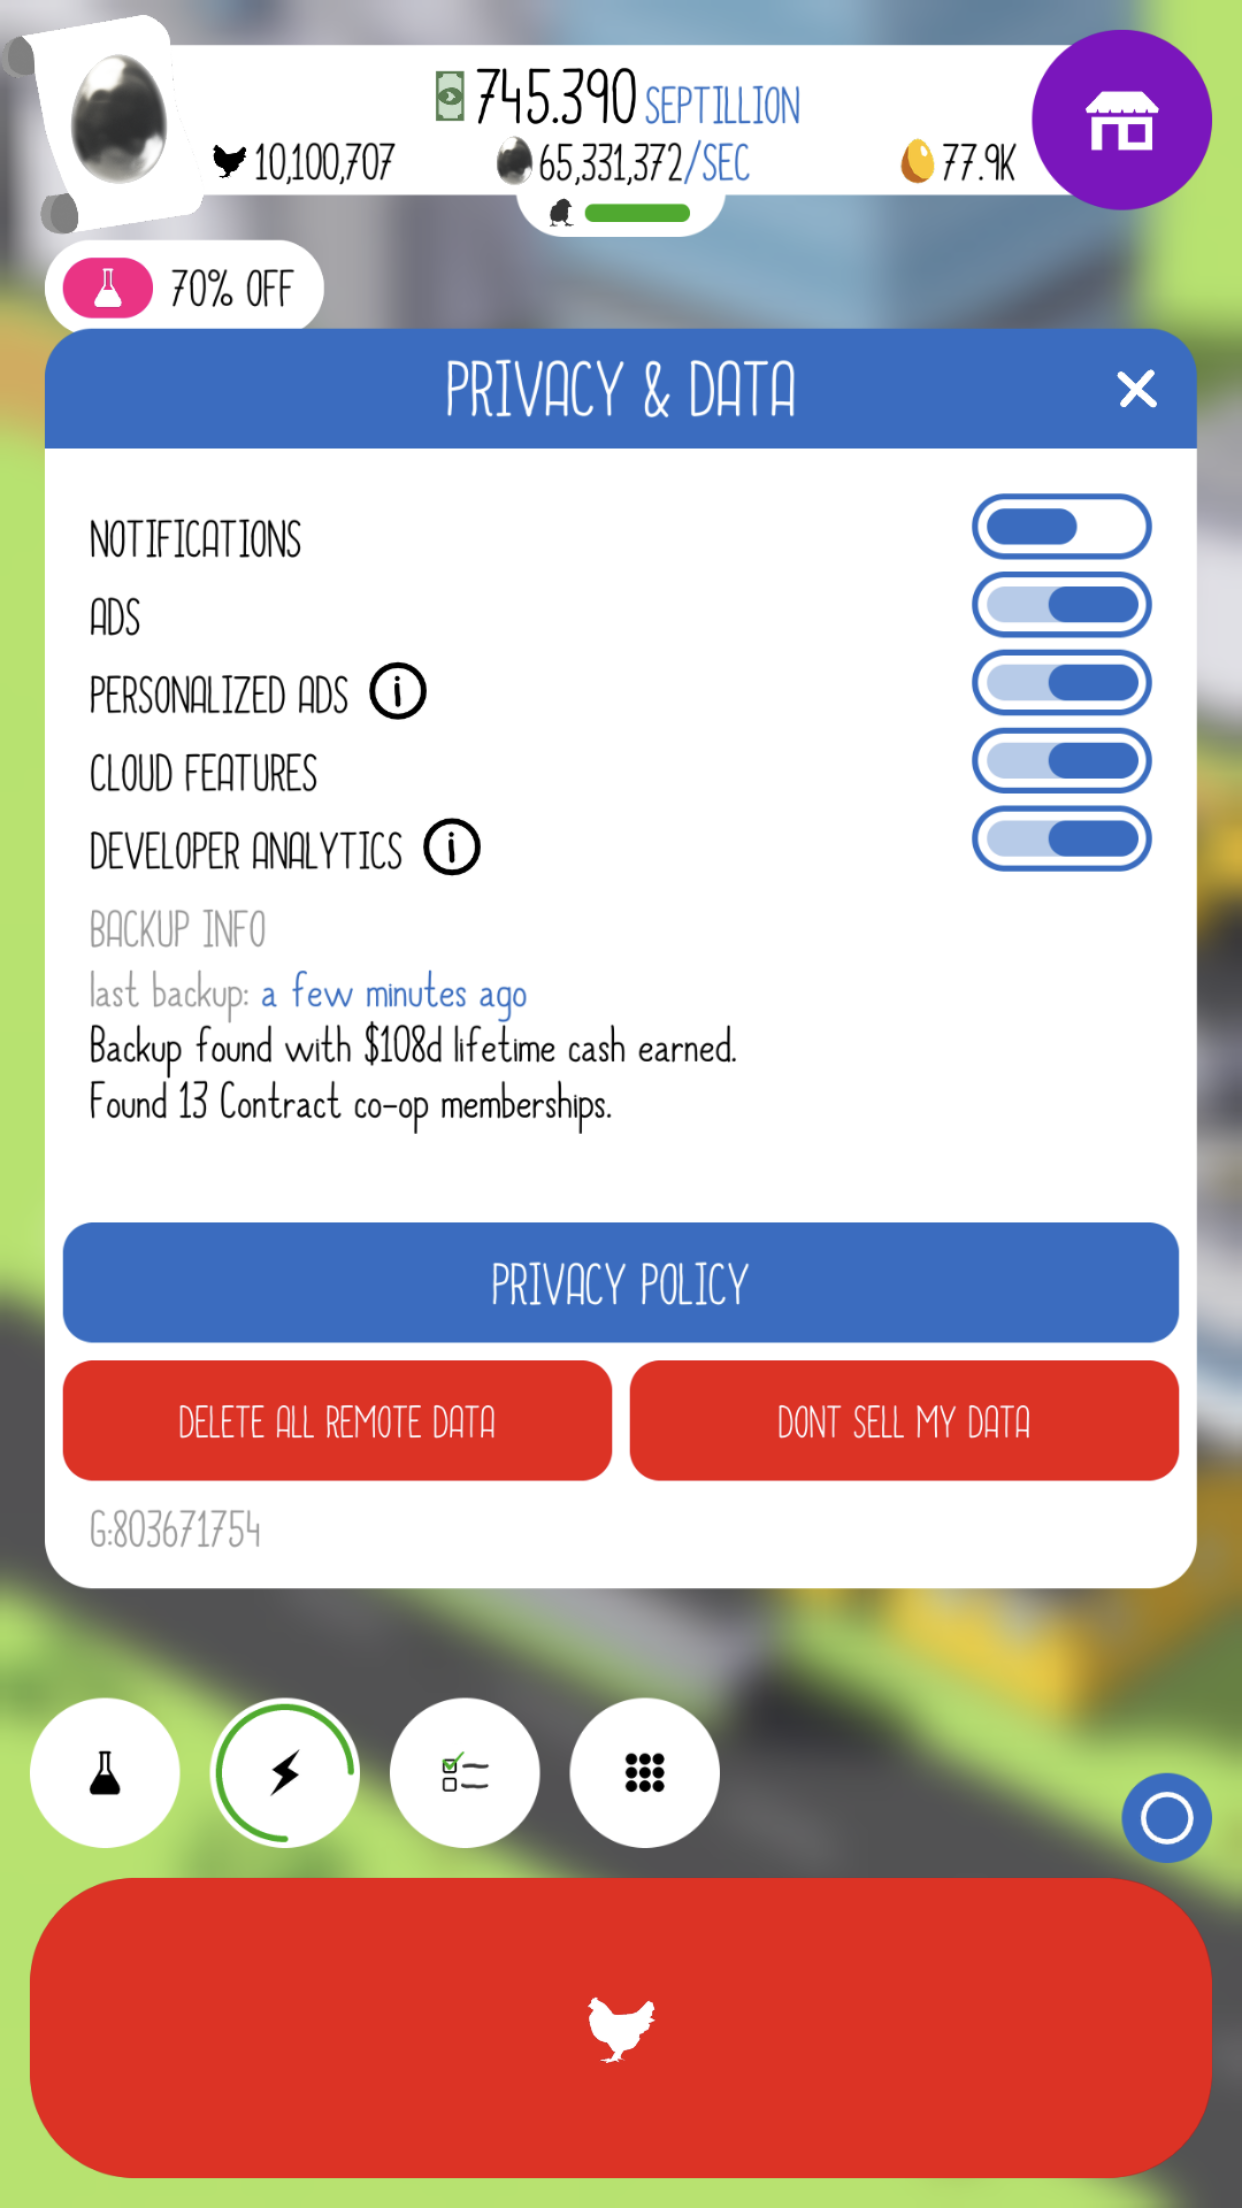 745.390 SEPTILLION
10,100,707 65,331,372/SEC 77.9K
70% OFF
PRIVACY & DATA
NOTIFICATIONS
ADS
PERSONALIZED ADS i
CLOUD FEATURES
DEVELOPER ANALYTICS i
BACKUP INFO
last backup: a few minutes ago
Backup found with $108d lifetime cash earned.
Found 13 Contract co-op memberships.
PRIVACY POLICY
DELETE ALL REMOTE DATA DONT SELL MY DATA
G:803671754